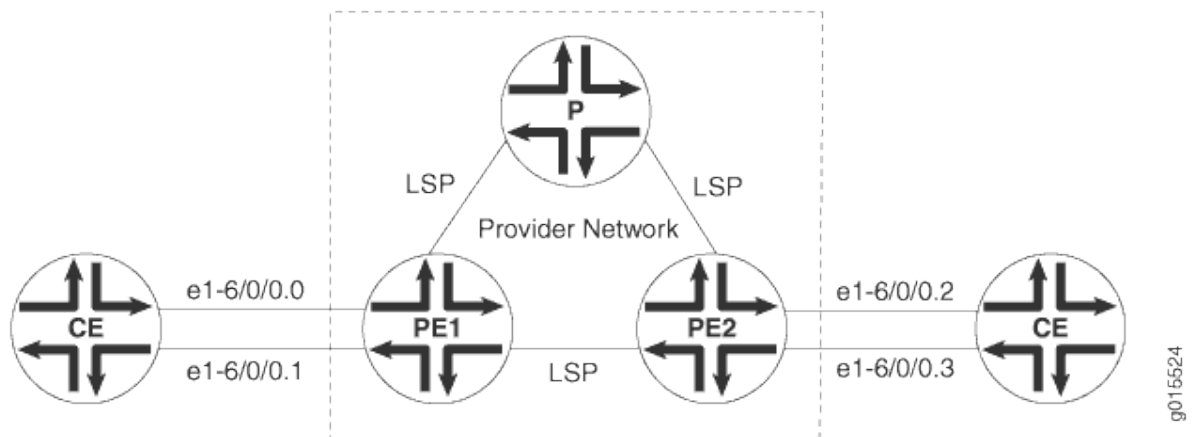 P
LSP
LSP
Provider Network
e1-6/0/0.0
e1-6/0/0.2
CE
PE1
PE2
CE
e1-6/0/0.1
LSP
e1-6/0/0.3
g015524